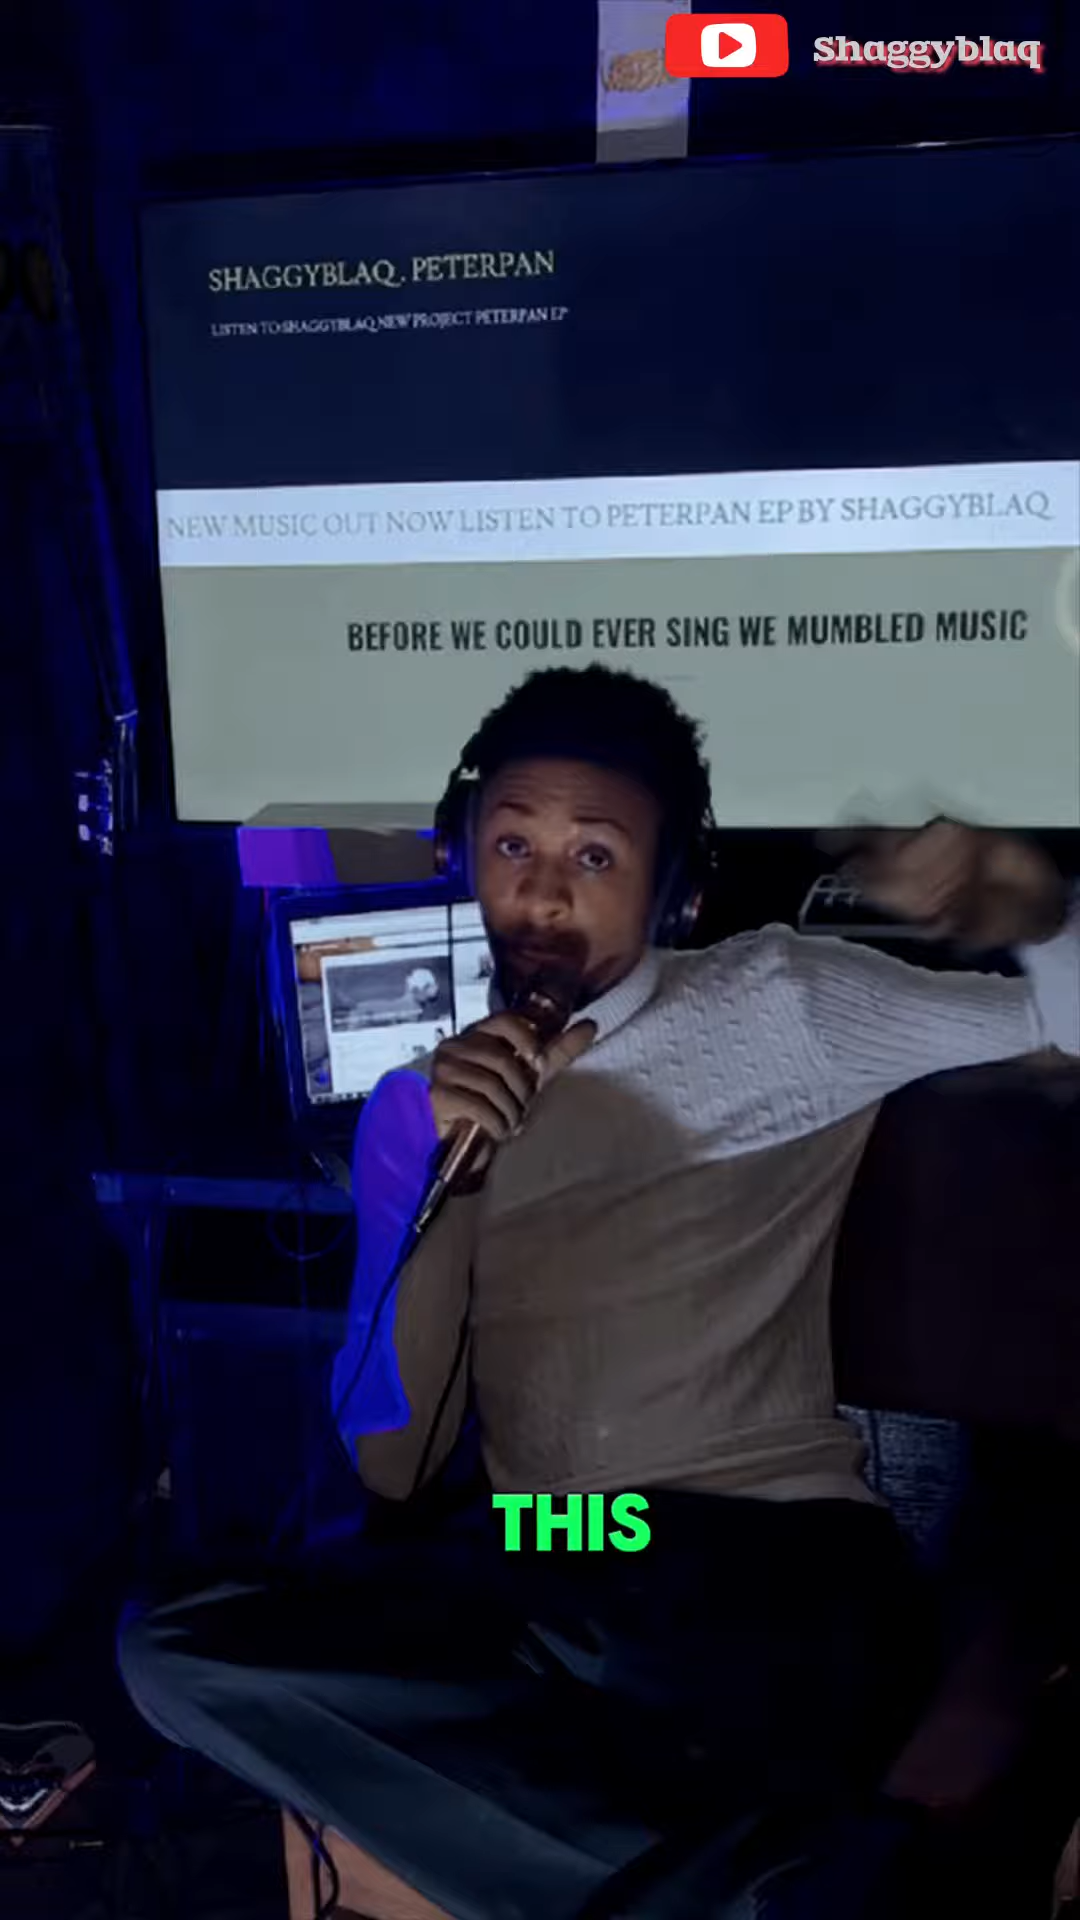 Shaggyblaq
SHAGGYBLAQ . PETERPAN
LISTEN TO SHAGGYBLAQ NEW PROJECT PETERPAN EP
NEW MUSIC OUT NOW LISTEN TO PETERPAN EP BY SHAGGYBLAQ
BEFORE WE COULD EVER SING WE MUMBLED MUSIC
THIS